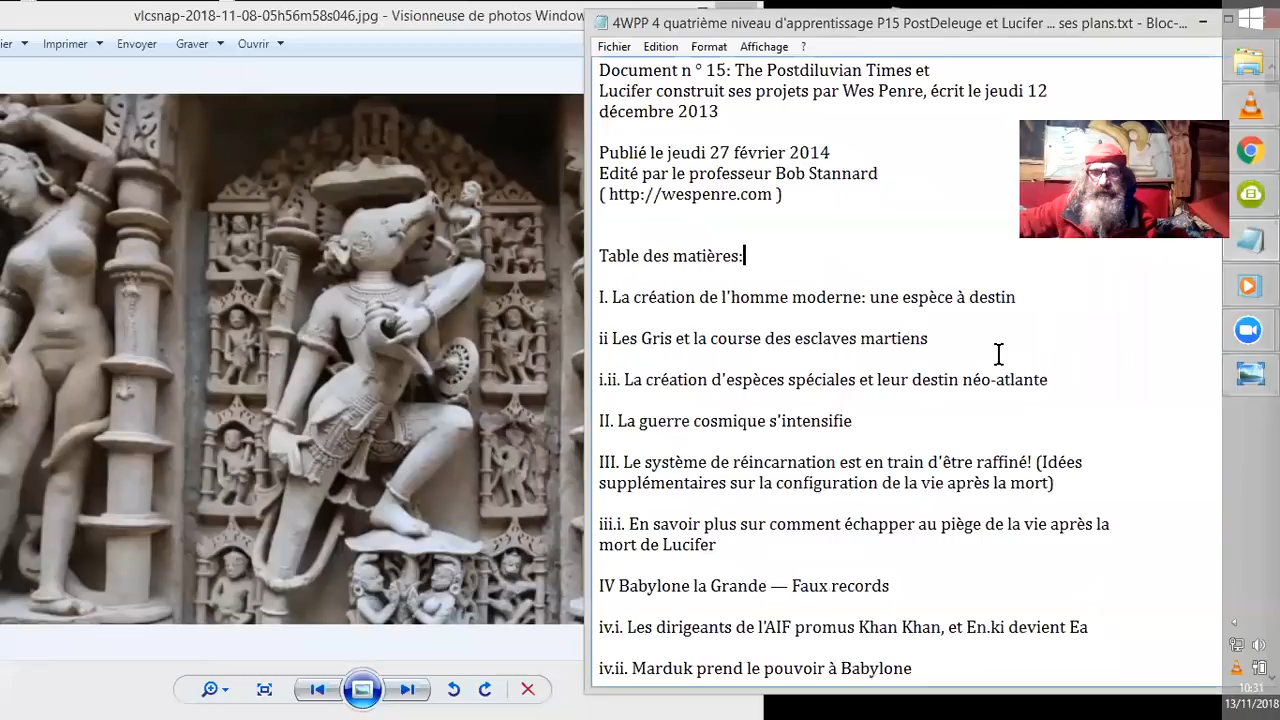 vlcsnap-2018-11-08-05h56m58s046.jpg - Visionneuse de photos Windo
ier Imprimer Envoyer Graver Ouvrir
4WPP 4 quatrième niveau d'apprentissage P15 PostDeleuge et Lucifer ... ses plans.txt - Bloc-...
Fichier Edition Format Affichage ?
Document n ° 15: The Postdiluvian Times et
Lucifer construit ses projets par Wes Penre, écrit le jeudi 12
décembre 2013
Publié le jeudi 27 février 2014
Edité par le professeur Bob Stannard
( http://wespenre.com )
Table des matières:
I. La création de l'homme moderne: une espèce à destin
ii Les Gris et la course des esclaves martiens
i.ii. La création d'espèces spéciales et leur destin néo-atlante
II. La guerre cosmique s'intensifie
III. Le système de réincarnation est en train d'être raffiné! (Idées
supplémentaires sur la configuration de la vie après la mort)
iii.i. En savoir plus sur comment échapper au piège de la vie après la
mort de Lucifer
IV Babylone la Grande — Faux records
iv.i. Les dirigeants de l'AIF promus Khan Khan, et En.ki devient Ea
iv.ii. Marduk prend le pouvoir à Babylone
10:31
13/11/2018